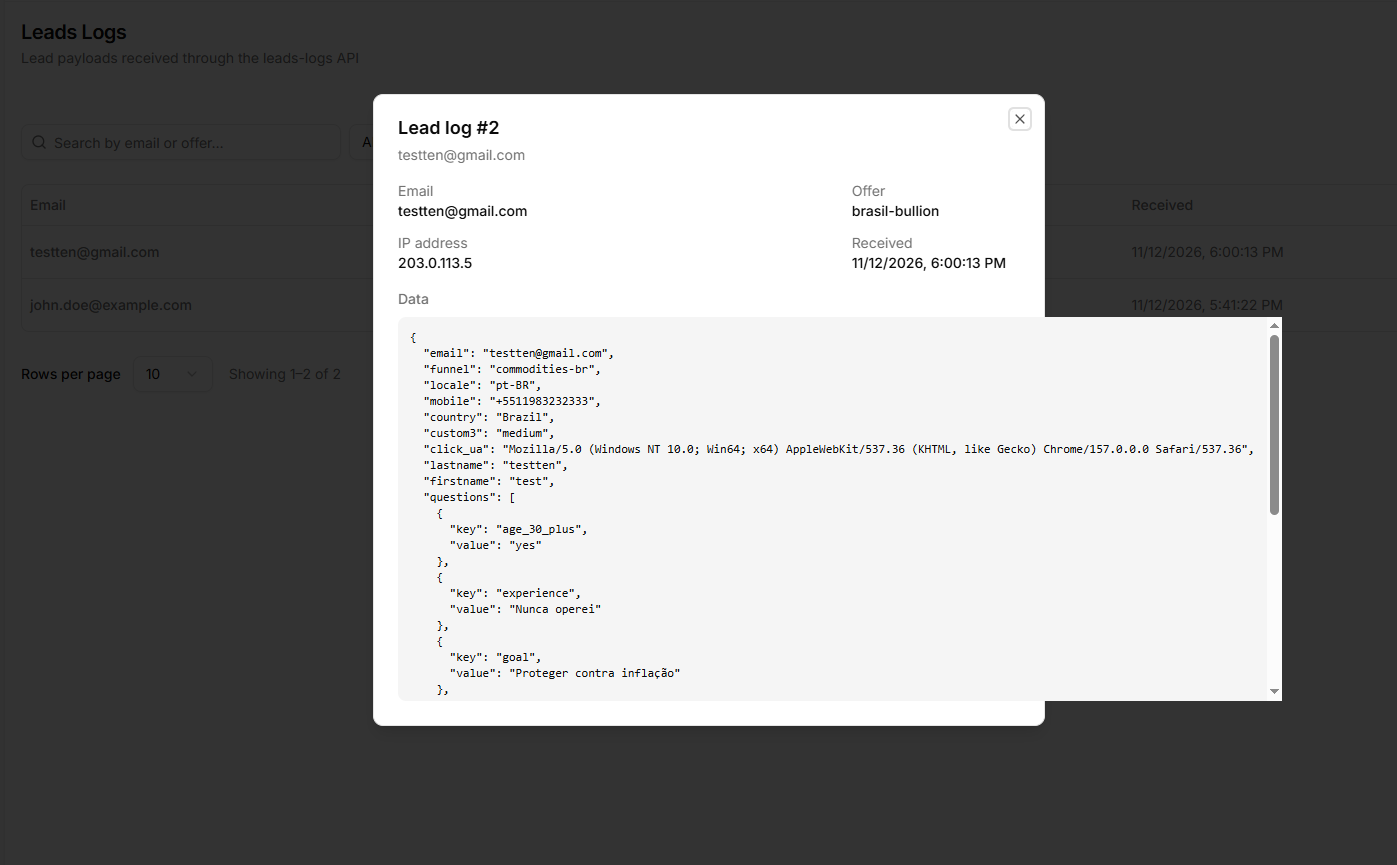 Leads Logs
Lead payloads received through the leads-logs API
Search by email or offer...
A
Email
Received
testten@gmail.com
11/12/2026, 6:00:13 PM
john.doe@example.com
11/12/2026, 5:41:22 PM
Rows per page
10
Showing 1–2 of 2
Lead log #2
testten@gmail.com
Email
Offer
testten@gmail.com
brasil-bullion
IP address
Received
203.0.113.5
11/12/2026, 6:00:13 PM
Data
{
"email": "testten@gmail.com",
"funnel": "commodities-br",
"locale": "pt-BR",
"mobile": "+5511983232333",
"country": "Brazil",
"custom3": "medium",
"click_ua": "Mozilla/5.0 (Windows NT 10.0; Win64; x64) AppleWebKit/537.36 (KHTML, like Gecko) Chrome/157.0.0.0 Safari/537.36",
"lastname": "testten",
"firstname": "test",
"questions": [
{
"key": "age_30_plus",
"value": "yes"
},
{
"key": "experience",
"value": "Nunca operei"
},
{
"key": "goal",
"value": "Proteger contra inflação"
},